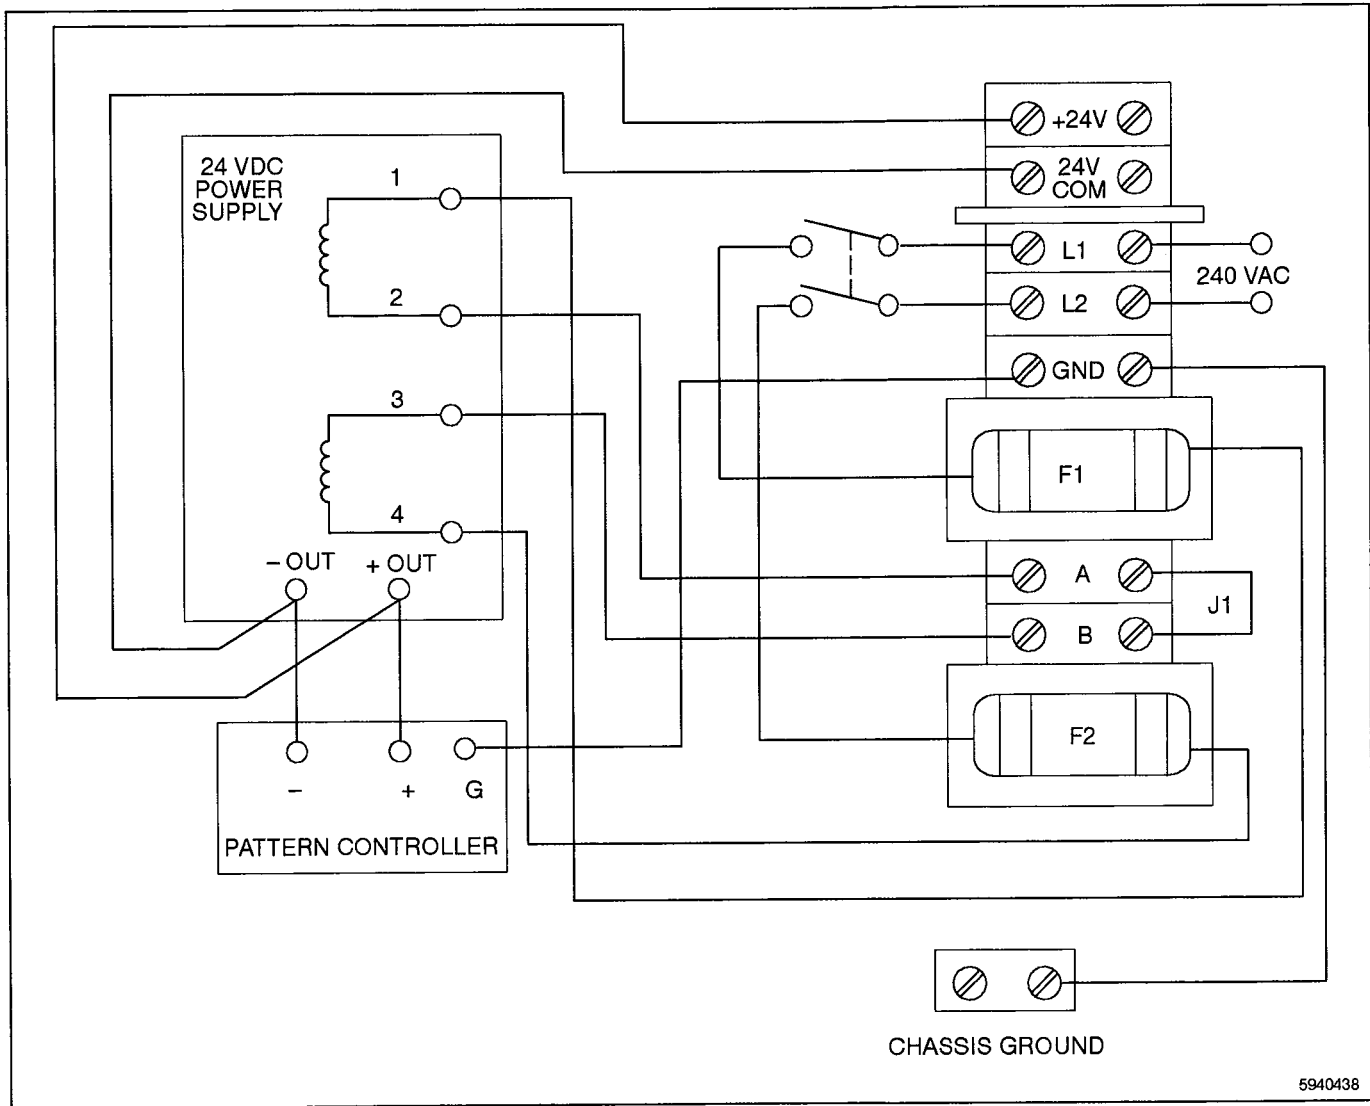 24 VDC
POWER
SUPPLY
1
2
3
4
– OUT
+ OUT
–
+
G
PATTERN CONTROLLER
+24V
24V
COM
L1
240 VAC
L2
GND
F1
A
J1
B
F2
CHASSIS GROUND
5940438